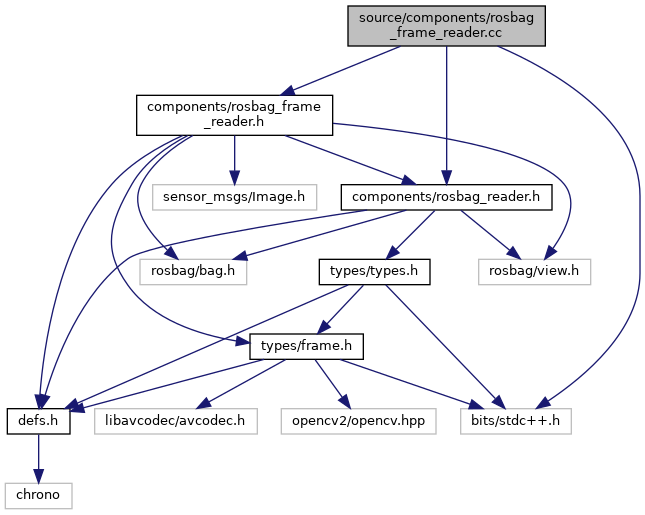 source/components/rosbag
_frame_reader.cc
components/rosbag_frame
_reader.h
sensor_msgs/Image.h
components/rosbag_reader.h
rosbag/bag.h
types/types.h
rosbag/view.h
types/frame.h
defs.h
libavcodec/avcodec.h
opencv2/opencv.hpp
bits/stdc++.h
chrono